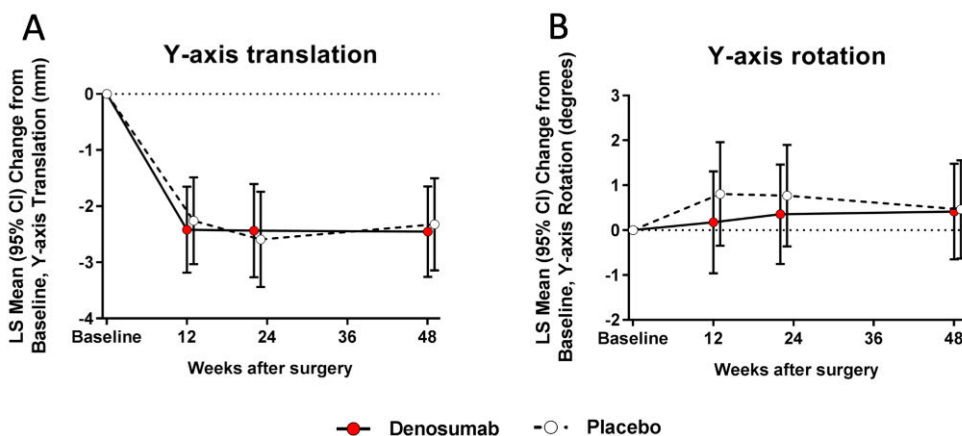 A
Y-axis translation
LS Mean (95% CI) Change from
Baseline, Y-axis Translation (mm)
0
-1
-2
-3
-4
Baseline 12 24 36 48
Weeks after surgery
B
Y-axis rotation
LS Mean (95% CI) Change from
Baseline, Y-axis Rotation (degrees)
3
2
1
0
-1
-2
Baseline 12 24 36 48
Weeks after surgery
Denosumab Placebo